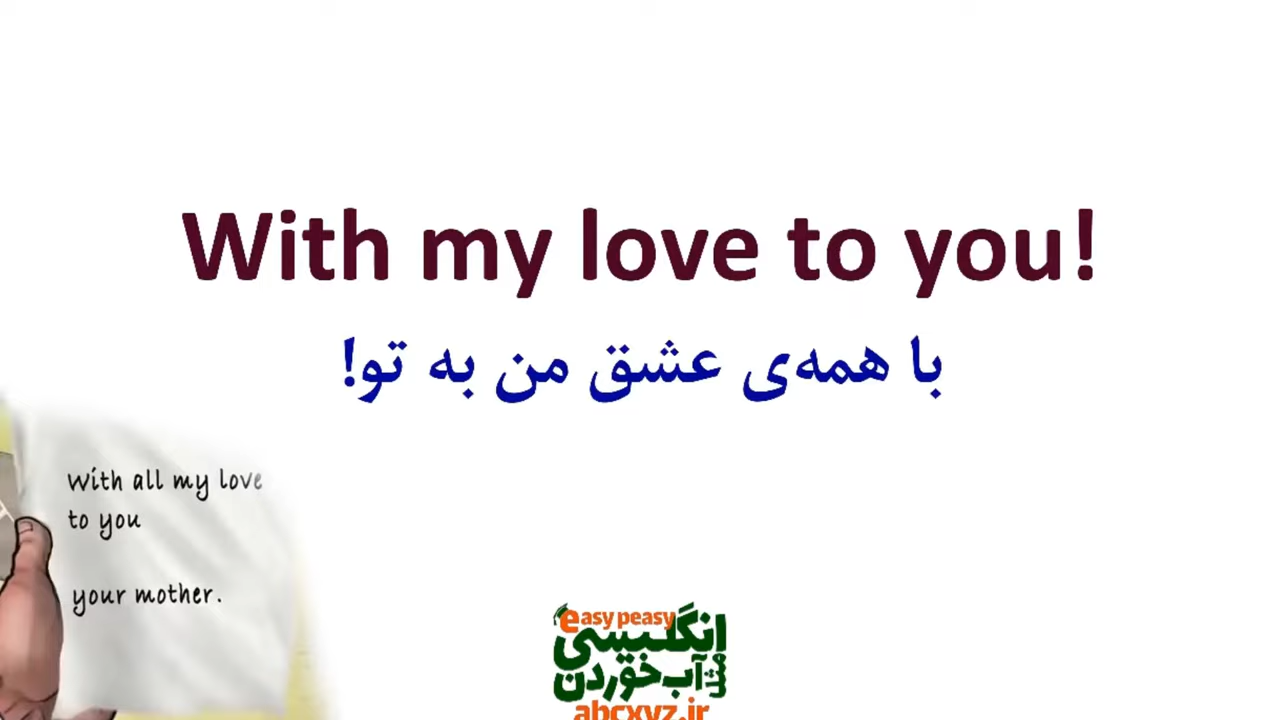 With my love to you!
با همه‌ی عشق من به تو!
With all my love
to you
your mother.
easy peasy
انگلیسی
مثل
آب خوردن
abcxyz.ir